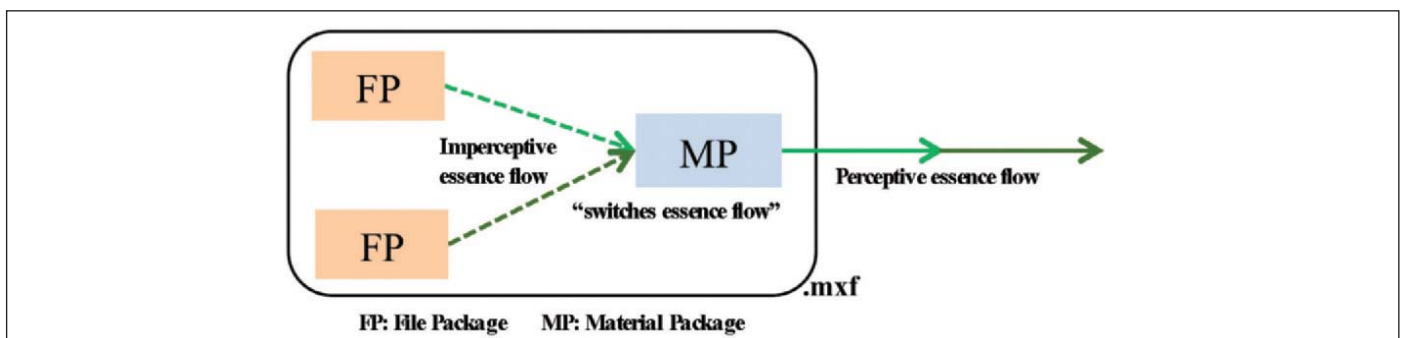 FP
Imperceptive
essence flow
MP
Perceptive essence flow
“switches essence flow”
FP
.mxf
FP: File Package MP: Material Package